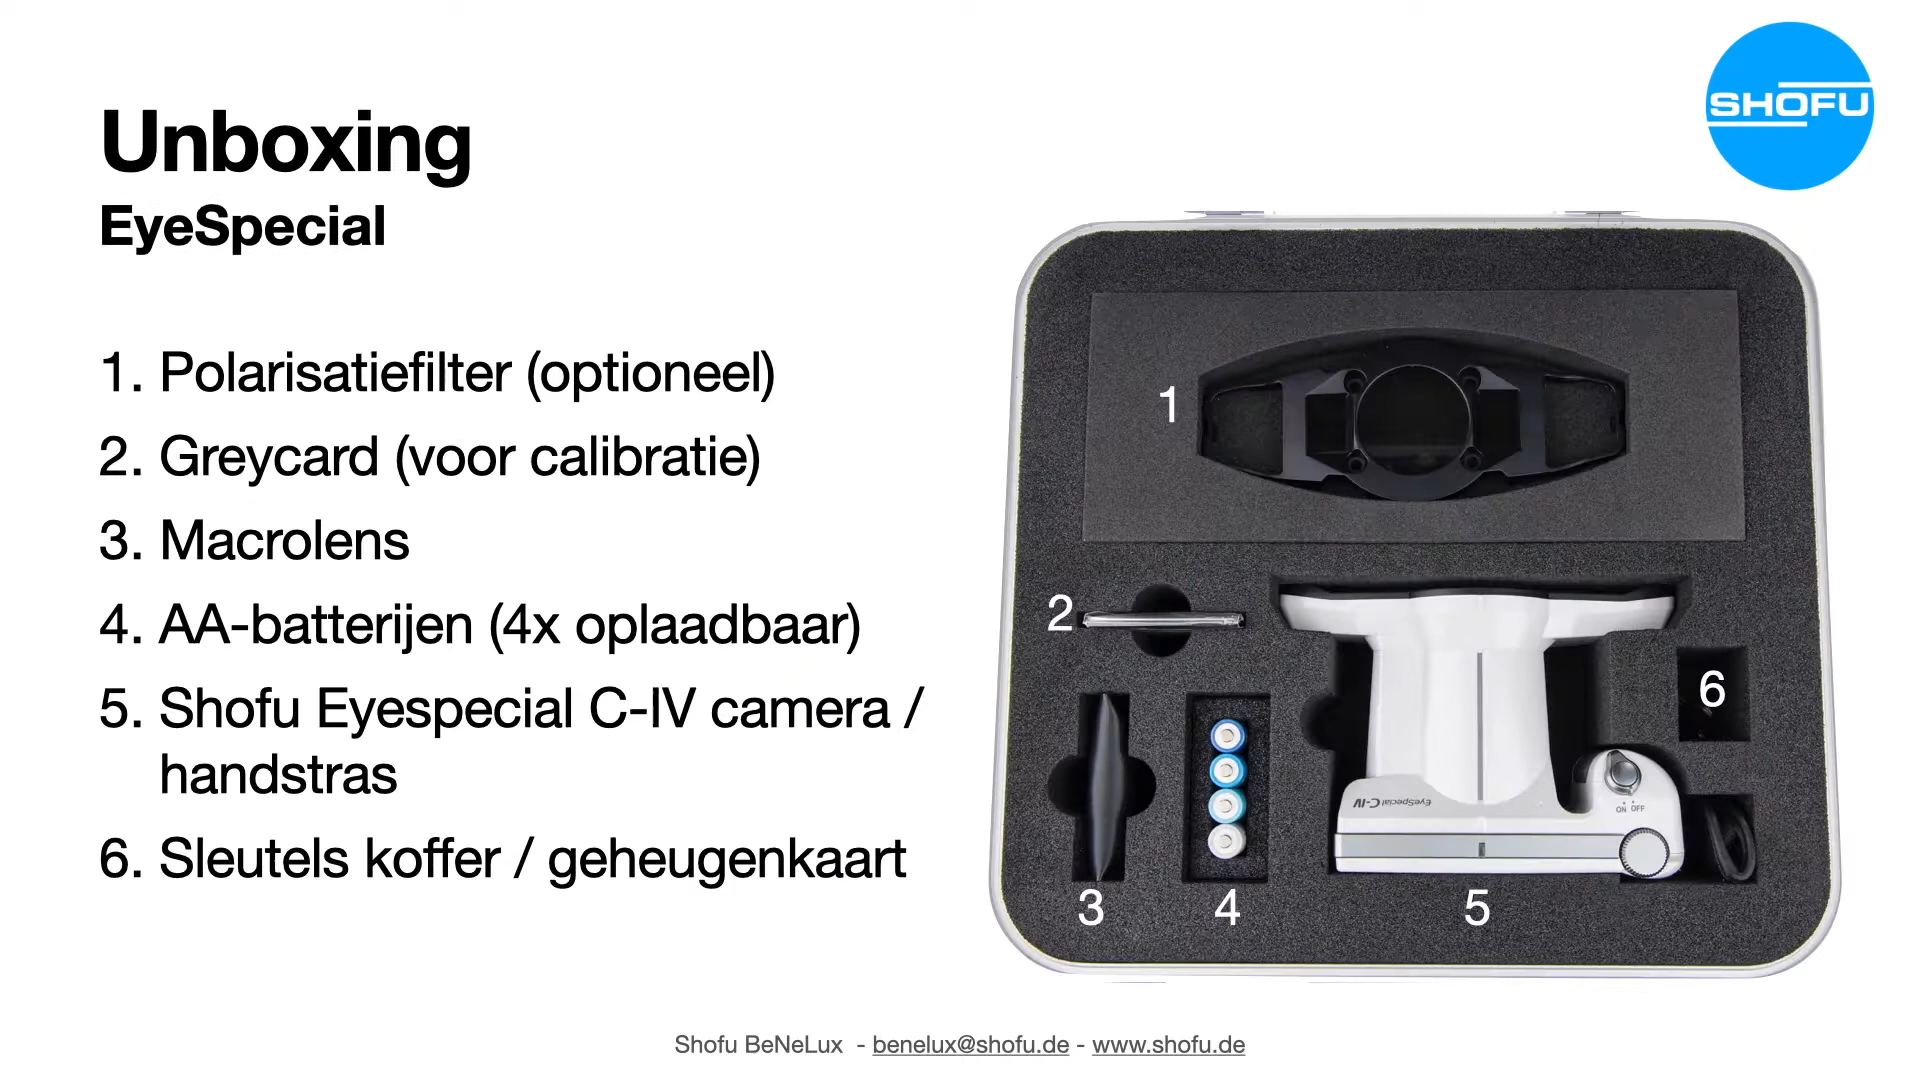 SHOFU
Unboxing
EyeSpecial
1. Polarisatiefilter (optioneel)
2. Greycard (voor calibratie)
3. Macrolens
4. AA-batterijen (4x oplaadbaar)
5. Shofu Eyespecial C-IV camera /
handstras
6. Sleutels koffer / geheugenkaart
1
2
6
EyeSpecial C-IV
ON OFF
3
4
5
Shofu BeNeLux - benelux@shofu.de - www.shofu.de